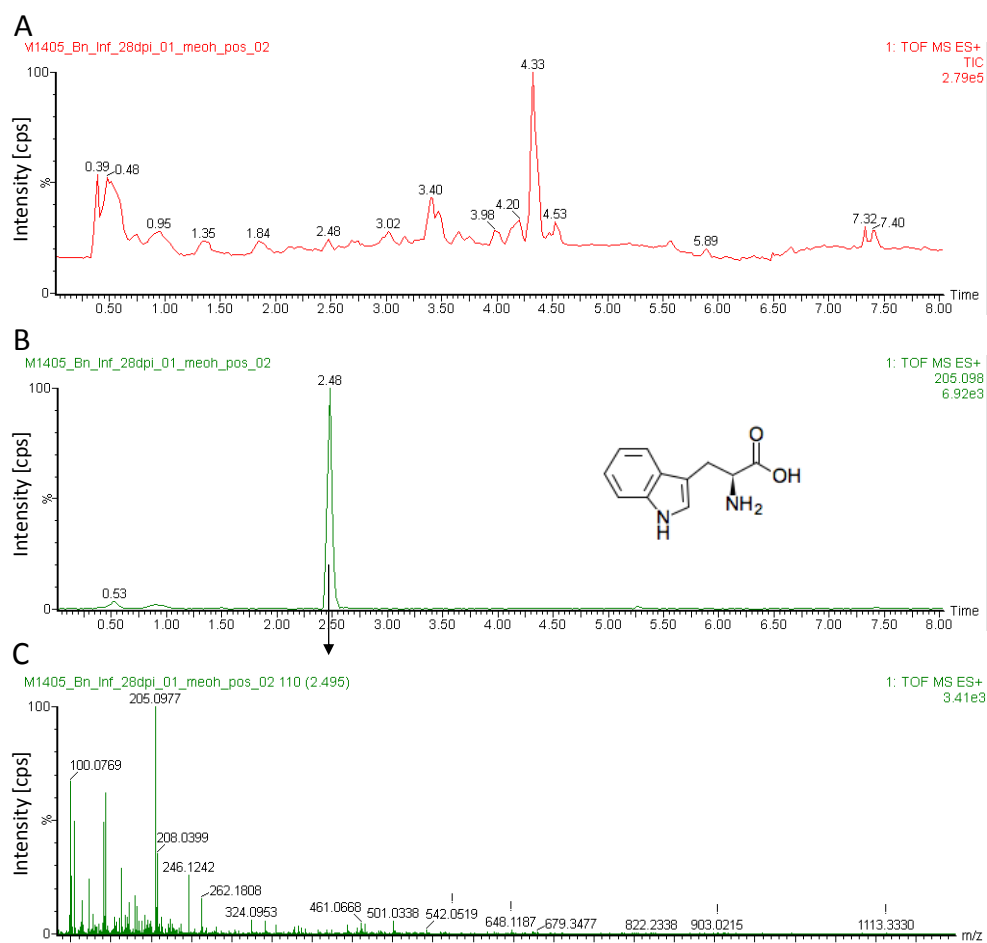 A
M1405_Bn_Inf_28dpi_01_meoh_pos_02
1: TOF MS ES+
TIC
2.79e5
Intensity [cps]
100
%
0
0.39
0.48
0.95
1.35
1.84
2.48
3.02
3.40
3.98
4.20
4.33
4.53
5.89
7.32
7.40
0.50 1.00 1.50 2.00 2.50 3.00 3.50 4.00 4.50 5.00 5.50 6.00 6.50 7.00 7.50 8.00
Time
B
M1405_Bn_Inf_28dpi_01_meoh_pos_02
1: TOF MS ES+
205.098
6.92e3
Intensity [cps]
100
%
0
0.53
2.48
O
OH
NH2
N
H
0.50 1.00 1.50 2.00 2.50 3.00 3.50 4.00 4.50 5.00 5.50 6.00 6.50 7.00 7.50 8.00
Time
C
M1405_Bn_Inf_28dpi_01_meoh_pos_02 110 (2.495)
1: TOF MS ES+
3.41e3
Intensity [cps]
100
%
0
100.0769
205.0977
208.0399
246.1242
262.1808
324.0953
461.0668
501.0338
!
542.0519
!
648.1187
679.3477
822.2338
!
903.0215
!
1113.3330
m/z